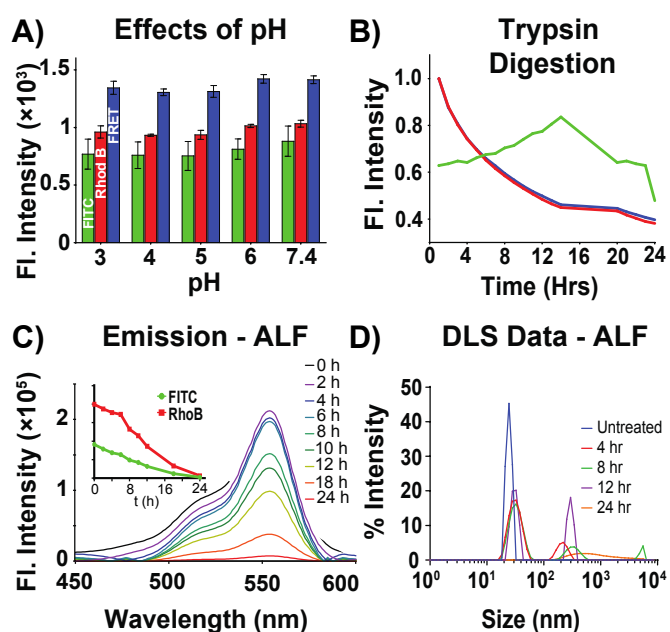 A) Effects of pH
Fl. Intensity (×10³)
1.5
1
0.5
0
FITC
Rhod B
FRET
3 4 5 6 7.4
pH
B) Trypsin
Digestion
Fl. Intensity
1.0
0.8
0.6
0.4
0 4 8 12 16 20 24
Time (Hrs)
C) Emission - ALF
Fl. Intensity (×10⁵)
2
1
0
FITC
RhoB
0 8 16 24
t (h)
0 h
2 h
4 h
6 h
8 h
10 h
12 h
18 h
24 h
450 500 550 600
Wavelength (nm)
D) DLS Data - ALF
% Intensity
50
40
30
20
10
0
Untreated
4 hr
8 hr
12 hr
24 hr
10⁰ 10¹ 10² 10³ 10⁴
Size (nm)